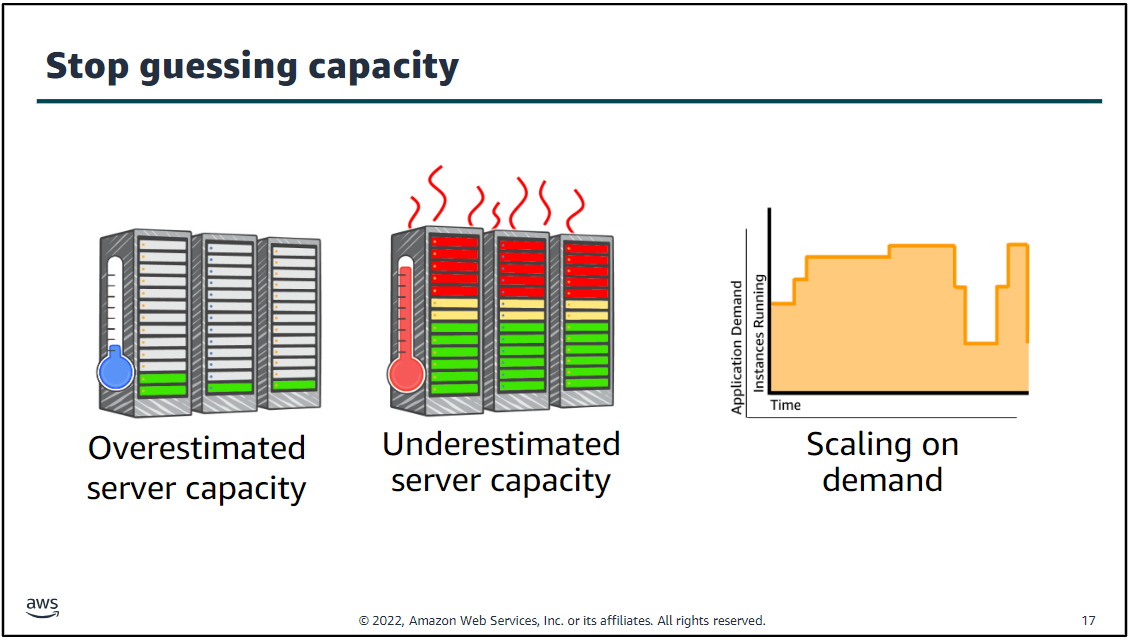 Stop guessing capacity
Overestimated
server capacity
Underestimated
server capacity
Application Demand
Instances Running
Time
Scaling on
demand
aws
© 2022, Amazon Web Services, Inc. or its affiliates. All rights reserved.
17